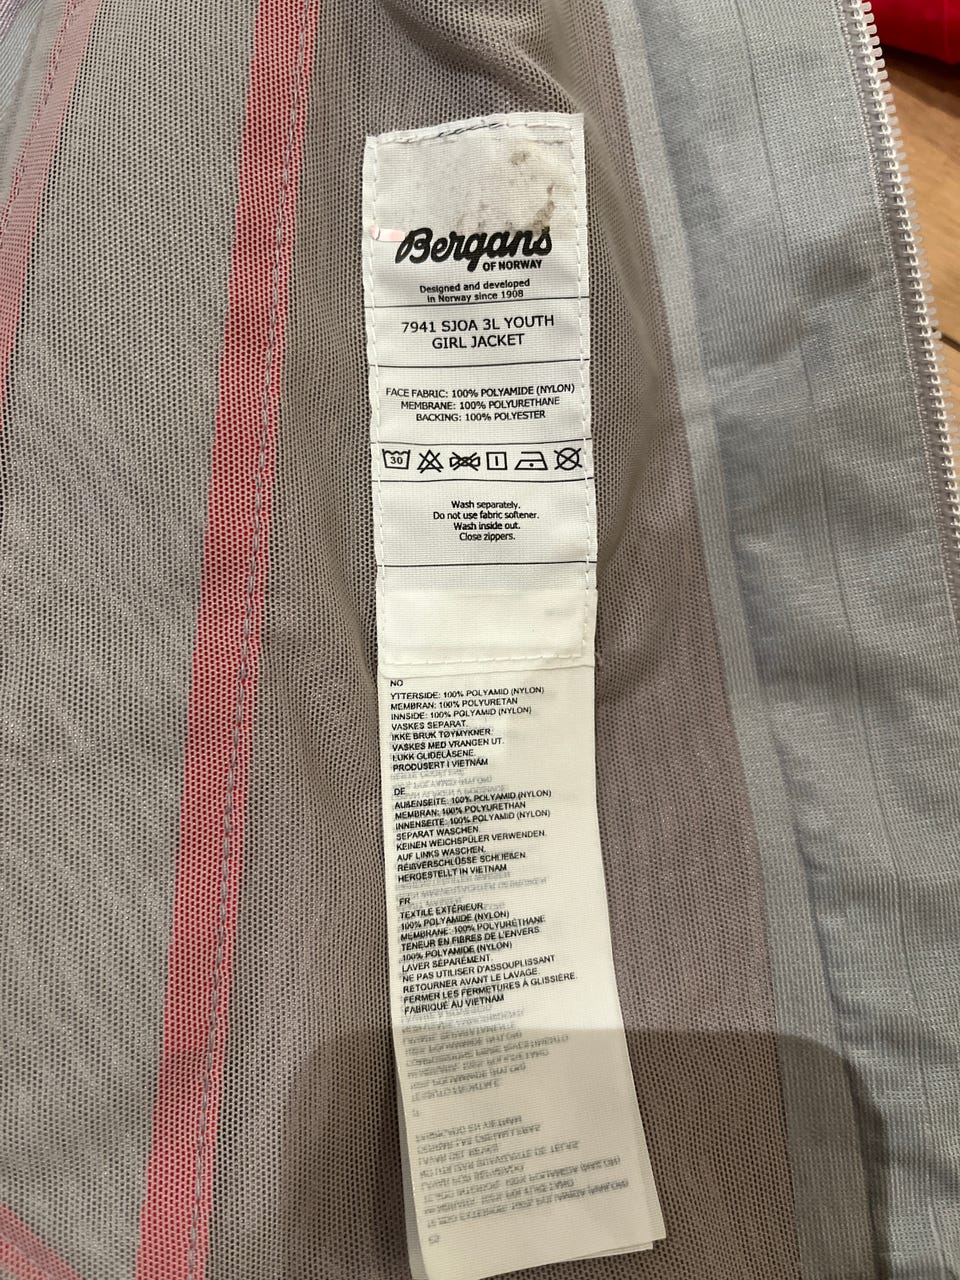 Bergans
OF NORWAY
Designed and developed
in Norway since 1908
7941 SJOA 3L YOUTH
GIRL JACKET
FACE FABRIC: 100% POLYAMIDE (NYLON)
MEMBRANE: 100% POLYURETHANE
BACKING: 100% POLYESTER
30
Wash separately.
Do not use fabric softener.
Wash inside out.
Close zippers.
NO
YTTERSIDE: 100% POLYAMID (NYLON)
MEMBRAN: 100% POLYURETAN
INNSIDE: 100% POLYAMID (NYLON)
VASKES SEPARAT.
IKKE BRUK TØYMYKNER.
VASKES MED VRANGEN UT.
LUKK GLIDELÅSENE.
PRODUSERT I VIETNAM
DE
AUßENSEITE: 100% POLYAMID (NYLON)
MEMBRAN: 100% POLYURETHAN
INNENSEITE: 100% POLYAMID (NYLON)
SEPARAT WASCHEN.
KEINEN WEICHSPÜLER VERWENDEN.
AUF LINKS WASCHEN.
REIßVERSCHLÜSSE SCHLIEßEN.
HERGESTELLT IN VIETNAM
FR
TEXTILE EXTÉRIEUR:
100% POLYAMIDE (NYLON)
MEMBRANE: 100% POLYURÉTHANE
TENEUR EN FIBRES DE L'ENVERS:
100% POLYAMIDE (NYLON)
LAVER SÉPARÉMENT.
NE PAS UTILISER D'ASSOUPLISSANT
RETOURNER AVANT LE LAVAGE.
FERMER LES FERMETURES À GLISSIÈRE.
FABRIQUÉ AU VIETNAM